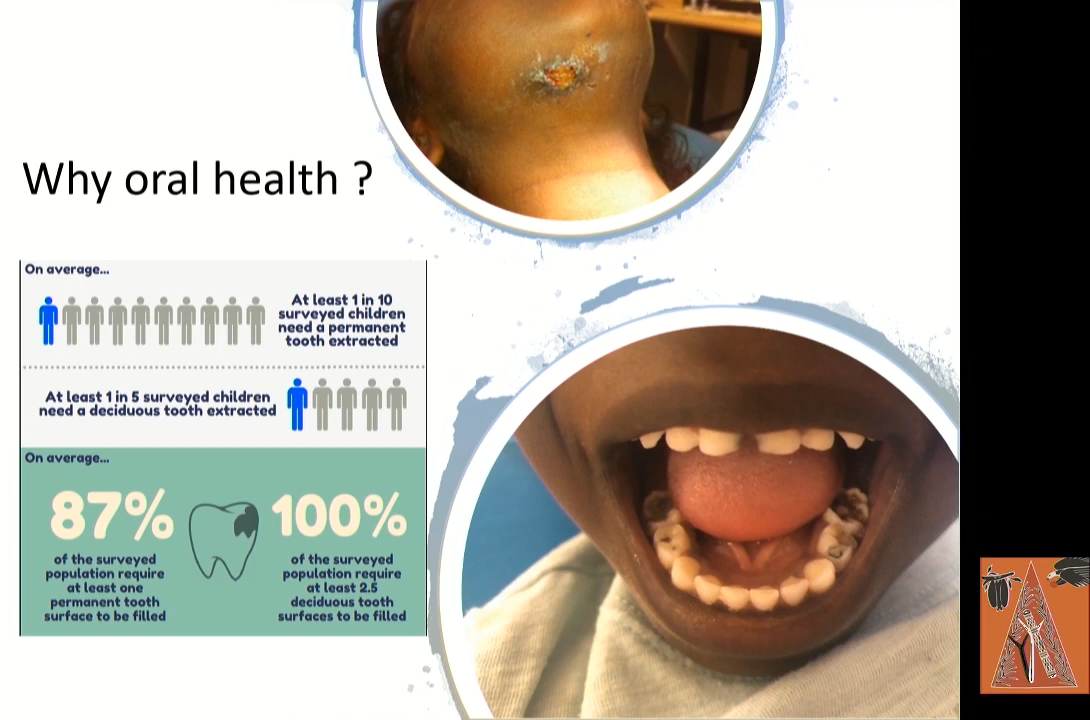 Why oral health ?
On average...
At least 1 in 10
surveyed children
need a permanent
tooth extracted
At least 1 in 5 surveyed children
need a deciduous tooth extracted
On average...
87%
of the surveyed
population require
at least one
permanent tooth
surface to be filled
100%
of the surveyed
population require
at least 2.5
deciduous tooth
surfaces to be filled